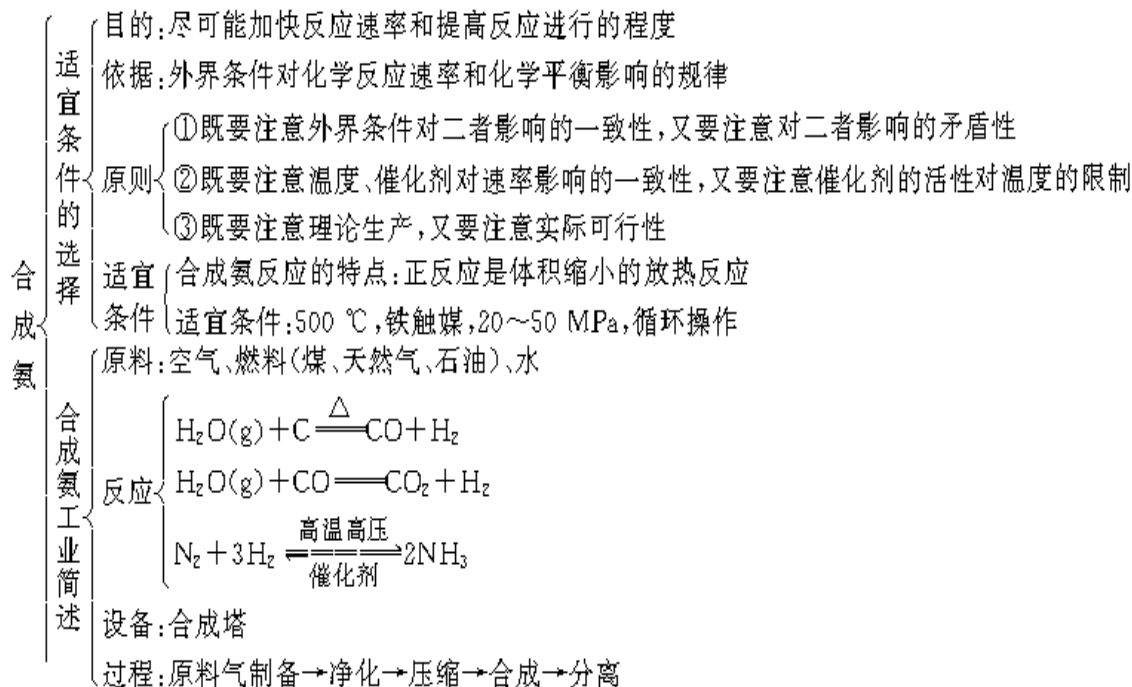 合成氨
适宜条件的选择
目的:尽可能加快反应速率和提高反应进行的程度
依据:外界条件对化学反应速率和化学平衡影响的规律
原则
①既要注意外界条件对二者影响的一致性,又要注意对二者影响的矛盾性
②既要注意温度、催化剂对速率影响的一致性,又要注意催化剂的活性对温度的限制
③既要注意理论生产,又要注意实际可行性
适宜条件
合成氨反应的特点:正反应是体积缩小的放热反应
适宜条件:500 ℃,铁触媒,20～50 MPa,循环操作
合成氨工业简述
原料:空气、燃料(煤、天然气、石油)、水
反应
H₂O(g)+C ══△══ CO+H₂
H₂O(g)+CO ══ CO₂+H₂
N₂+3H₂ ⇌ 2NH₃
高温高压
催化剂
设备:合成塔
过程:原料气制备→净化→压缩→合成→分离